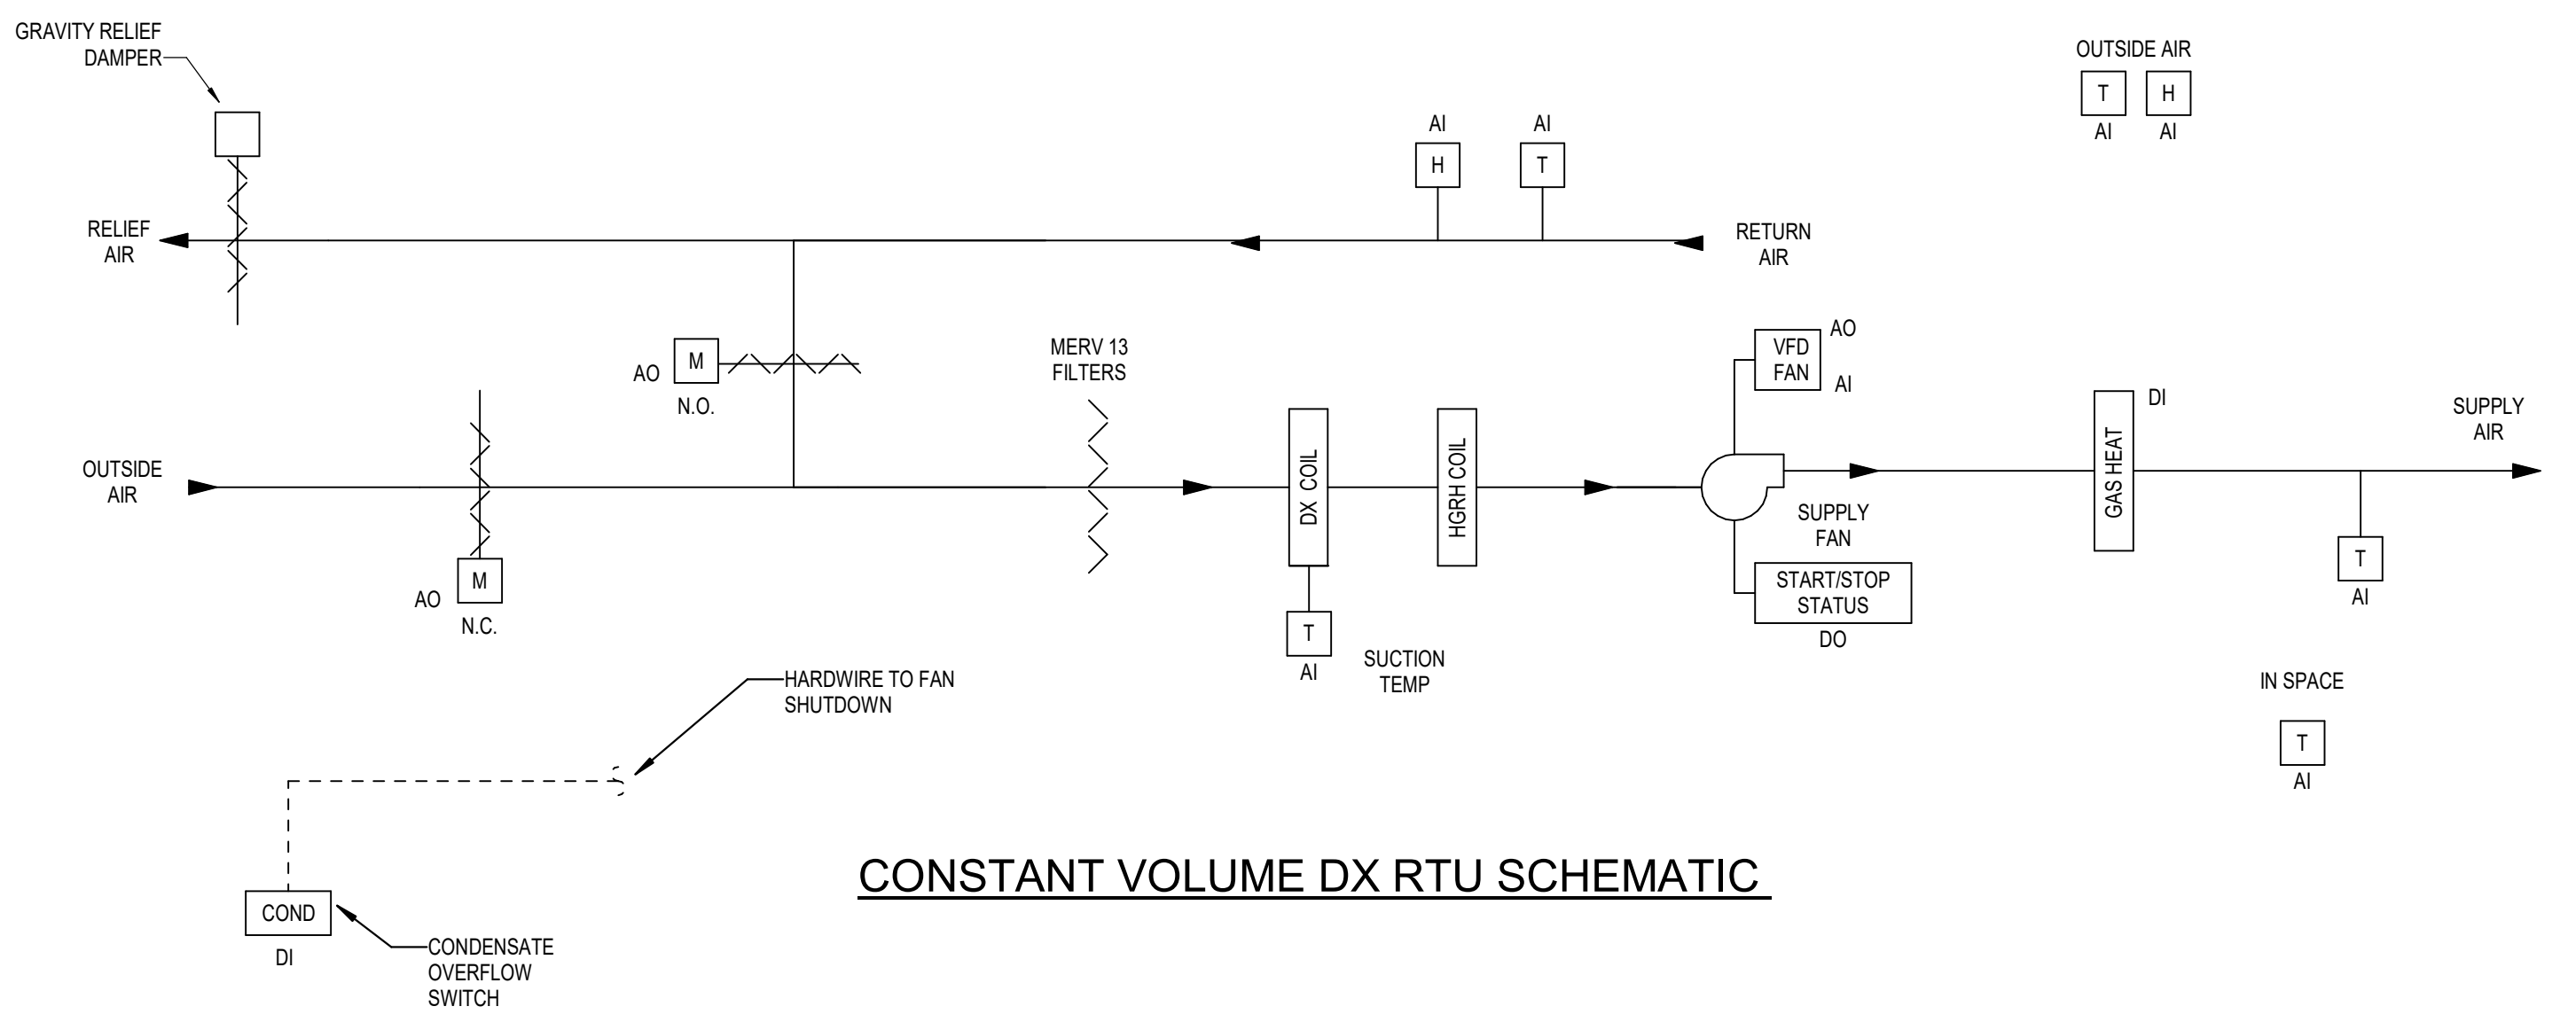 GRAVITY RELIEF
DAMPER
OUTSIDE AIR
T
H
AI
AI
AI
AI
H
T
RELIEF
AIR
RETURN
AIR
MERV 13
FILTERS
AO
M
N.O.
VFD
FAN
AO
AI
DI
SUPPLY
AIR
OUTSIDE
AIR
DX COIL
HGRH COIL
GAS HEAT
SUPPLY
FAN
AO
M
N.C.
START/STOP
STATUS
DO
T
AI
T
AI
SUCTION
TEMP
HARDWIRE TO FAN
SHUTDOWN
IN SPACE
T
AI
CONSTANT VOLUME DX RTU SCHEMATIC
COND
DI
CONDENSATE
OVERFLOW
SWITCH